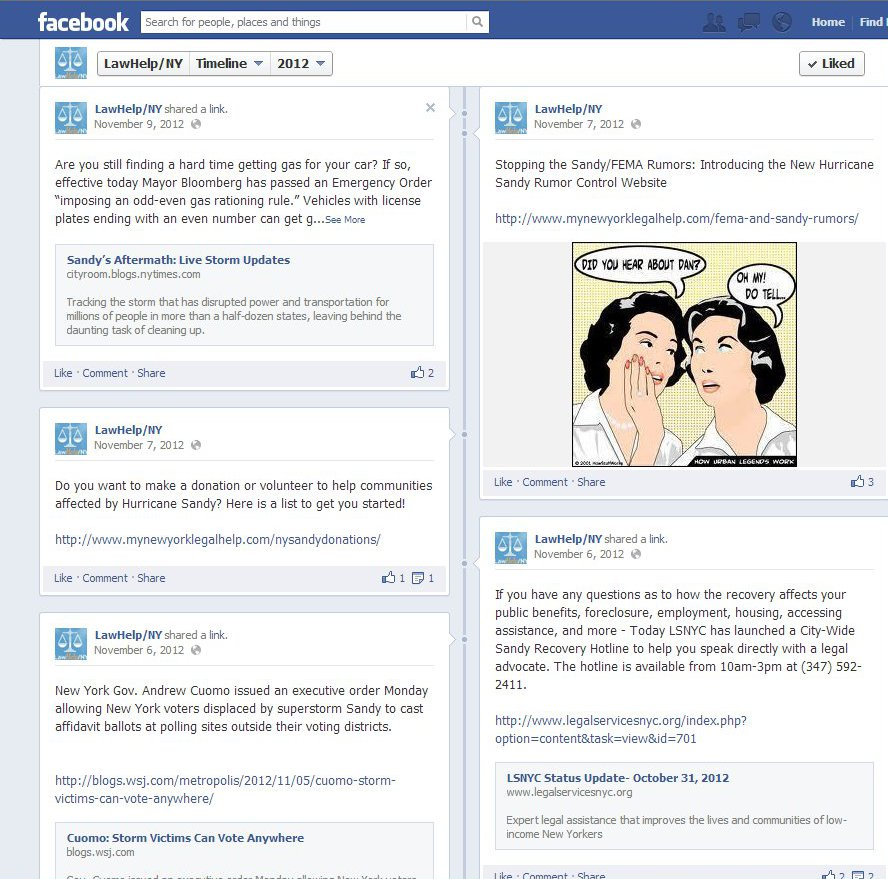 facebook
Search for people, places and things
Home
Find
LawHelp/NY
Timeline
2012
Liked
LawHelp/NY shared a link.
November 9, 2012
Are you still finding a hard time getting gas for your car? If so,
effective today Mayor Bloomberg has passed an Emergency Order
“imposing an odd-even gas rationing rule.” Vehicles with license
plates ending with an even number can get g...See More
Sandy’s Aftermath: Live Storm Updates
cityroom.blogs.nytimes.com
Tracking the storm that has disrupted power and transportation for
millions of people in more than a half-dozen states, leaving behind the
daunting task of cleaning up.
Like · Comment · Share
2
LawHelp/NY
November 7, 2012
Do you want to make a donation or volunteer to help communities
affected by Hurricane Sandy? Here is a list to get you started!
http://www.mynewyorklegalhelp.com/nysandydonations/
Like · Comment · Share
1
1
LawHelp/NY shared a link.
November 6, 2012
New York Gov. Andrew Cuomo issued an executive order Monday
allowing New York voters displaced by superstorm Sandy to cast
affidavit ballots at polling sites outside their voting districts.
http://blogs.wsj.com/metropolis/2012/11/05/cuomo-storm-
victims-can-vote-anywhere/
Cuomo: Storm Victims Can Vote Anywhere
blogs.wsj.com
Gov. Cuomo issued an executive order Monday allowing New York voters
LawHelp/NY
November 7, 2012
Stopping the Sandy/FEMA Rumors: Introducing the New Hurricane
Sandy Rumor Control Website
http://www.mynewyorklegalhelp.com/fema-and-sandy-rumors/
DID YOU HEAR ABOUT DAN?
OH MY!
DO TELL...
© 2001 HowStuffWorks
HOW URBAN LEGENDS WORK
Like · Comment · Share
3
LawHelp/NY shared a link.
November 6, 2012
If you have any questions as to how the recovery affects your
public benefits, foreclosure, employment, housing, accessing
assistance, and more - Today LSNYC has launched a City-Wide
Sandy Recovery Hotline to help you speak directly with a legal
advocate. The hotline is available from 10am-3pm at (347) 592-
2411.
http://www.legalservicesnyc.org/index.php?
option=content&task=view&id=701
LSNYC Status Update- October 31, 2012
www.legalservicesnyc.org
Expert legal assistance that improves the lives and communities of low-
income New Yorkers
Like · Comment · Share
2
2